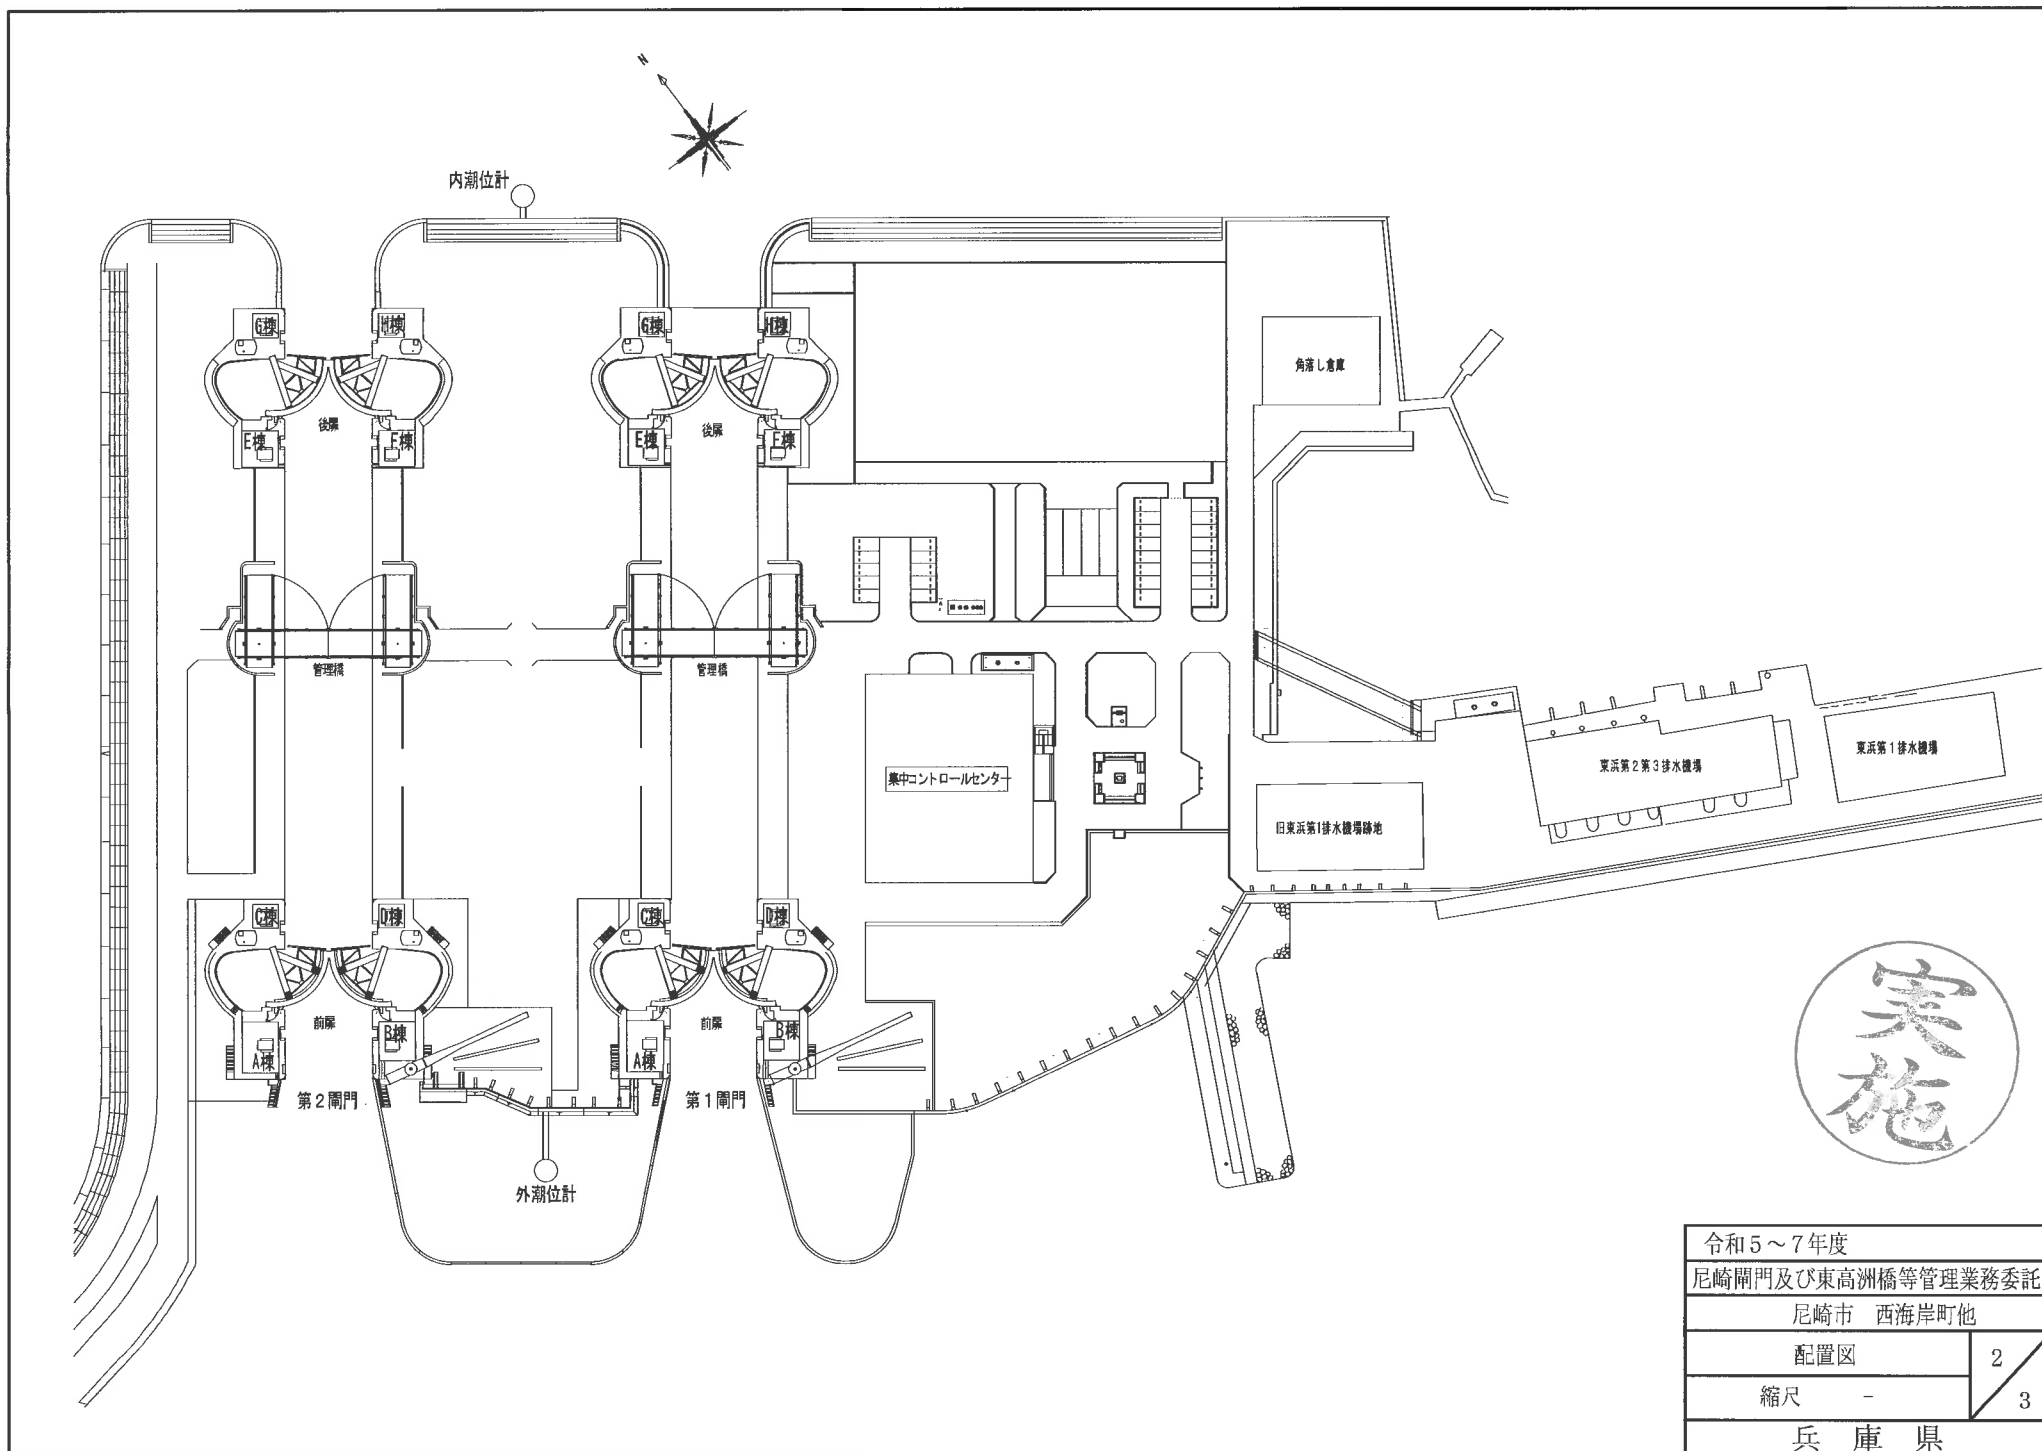 N
内潮位計
G棟
H棟
G棟
H棟
角落し倉庫
後扉
後扉
E棟
F棟
E棟
F棟
管理橋
管理橋
東浜第1排水機場
東浜第2第3排水機場
集中コントロールセンター
旧東浜第1排水機場跡地
C棟
D棟
C棟
D棟
前扉
前扉
B棟
B棟
A棟
A棟
第2閘門
第1閘門
外潮位計
実施
令和5~7年度
尼崎閘門及び東高洲橋等管理業務委託
尼崎市 西海岸町他
配置図
2
縮尺 -
3
兵庫県